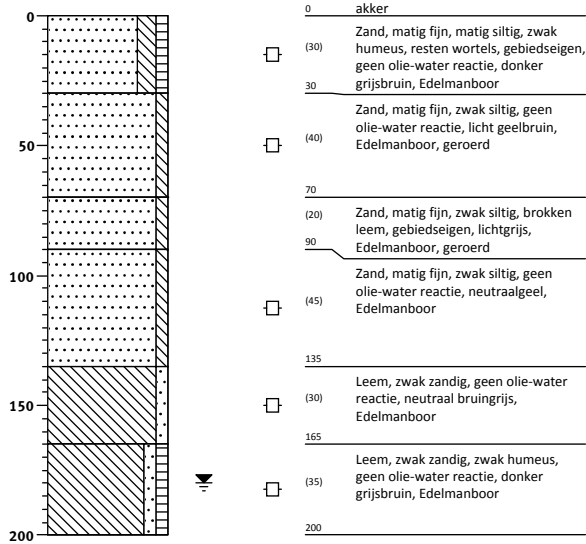 0
50
100
150
200
0 akker
(30) Zand, matig fijn, matig siltig, zwak
humeus, resten wortels, gebiedseigen,
geen olie-water reactie, donker
grijsbruin, Edelmanboor
30
(40) Zand, matig fijn, zwak siltig, geen
olie-water reactie, licht geelbruin,
Edelmanboor, geroerd
70
(20) Zand, matig fijn, zwak siltig, brokken
leem, gebiedseigen, lichtgrijs,
Edelmanboor, geroerd
90
(45) Zand, matig fijn, zwak siltig, geen
olie-water reactie, neutraalgeel,
Edelmanboor
135
(30) Leem, zwak zandig, geen olie-water
reactie, neutraal bruingrijs,
Edelmanboor
165
(35) Leem, zwak zandig, zwak humeus,
geen olie-water reactie, donker
grijsbruin, Edelmanboor
200